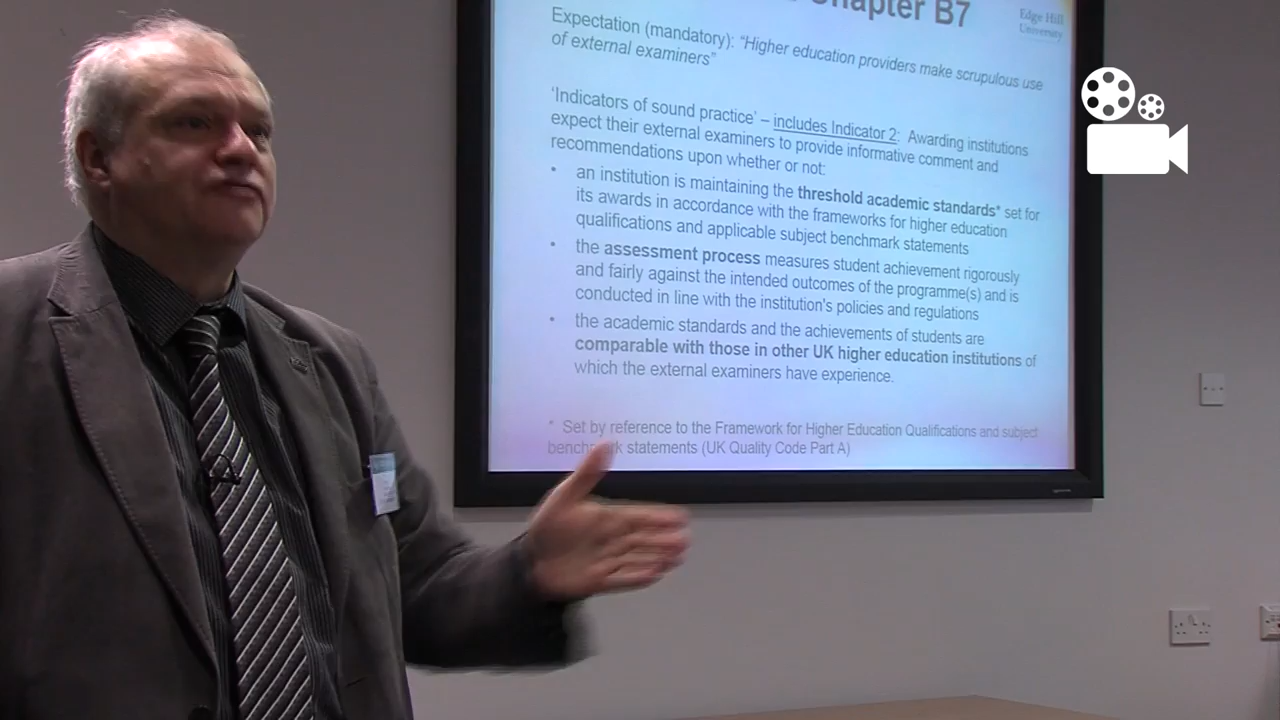 Chapter B7
Edge Hill
University
Expectation (mandatory): “Higher education providers make scrupulous use
of external examiners”
‘Indicators of sound practice’ – includes Indicator 2: Awarding institutions
expect their external examiners to provide informative comment and
recommendations upon whether or not:
• an institution is maintaining the threshold academic standards* set for
its awards in accordance with the frameworks for higher education
qualifications and applicable subject benchmark statements
• the assessment process measures student achievement rigorously
and fairly against the intended outcomes of the programme(s) and is
conducted in line with the institution's policies and regulations
• the academic standards and the achievements of students are
comparable with those in other UK higher education institutions of
which the external examiners have experience.
* Set by reference to the Framework for Higher Education Qualifications and subject
benchmark statements (UK Quality Code Part A)